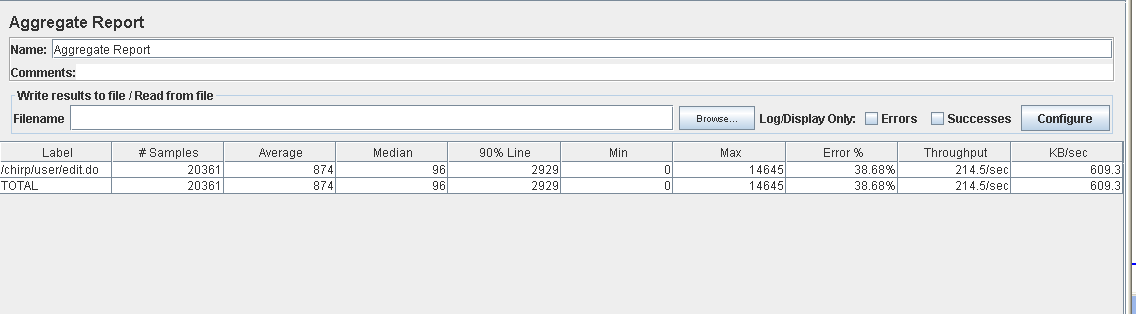 Aggregate Report
Name: Aggregate Report
Comments:
Write results to file / Read from file
Filename Browse... Log/Display Only: Errors Successes Configure
Label # Samples Average Median 90% Line Min Max Error % Throughput KB/sec
/chirp/user/edit.do 20361 874 96 2929 0 14645 38.68% 214.5/sec 609.3
TOTAL 20361 874 96 2929 0 14645 38.68% 214.5/sec 609.3